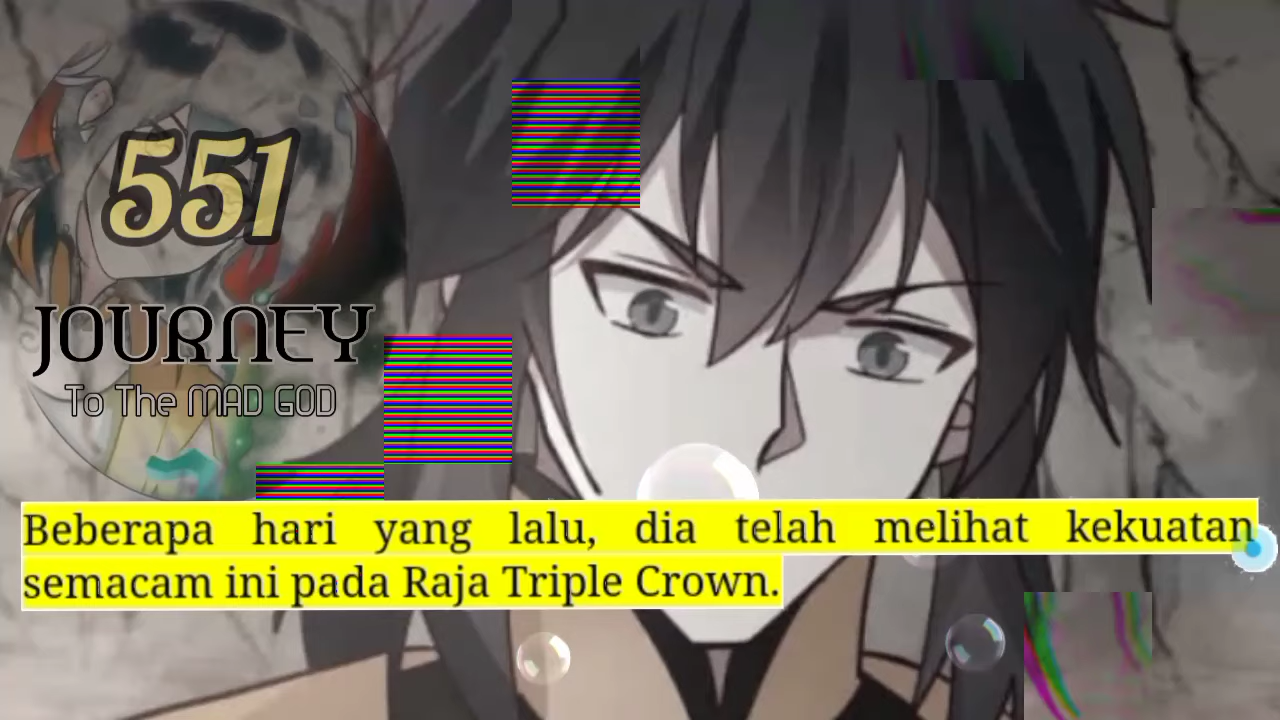 551
JOURNEY
To The MAD GOD
Beberapa hari yang lalu, dia telah melihat kekuatan
semacam ini pada Raja Triple Crown.